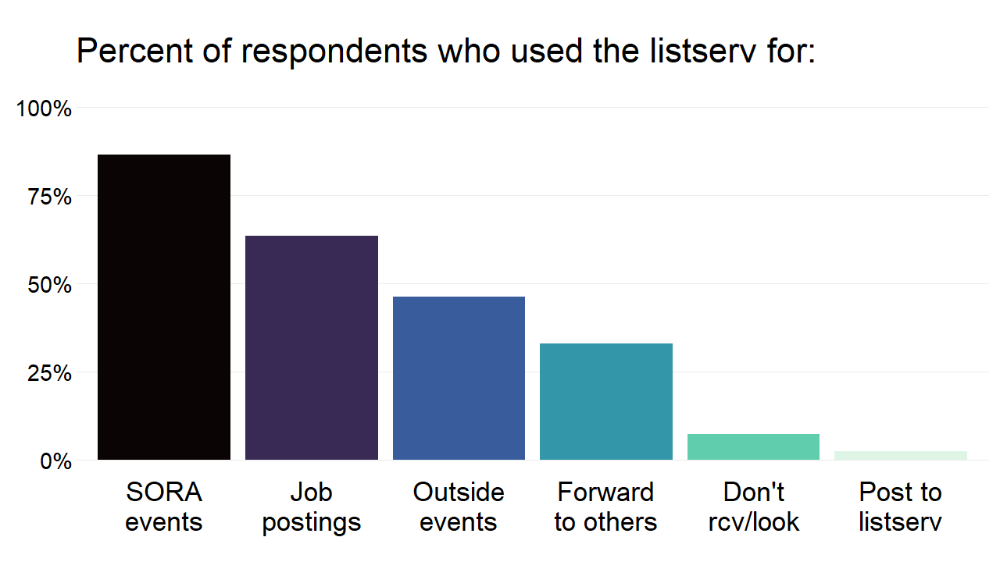 Percent of respondents who used the listserv for:
100%
75%
50%
25%
0%
SORA events
Job postings
Outside events
Forward to others
Don't rcv/look
Post to listserv